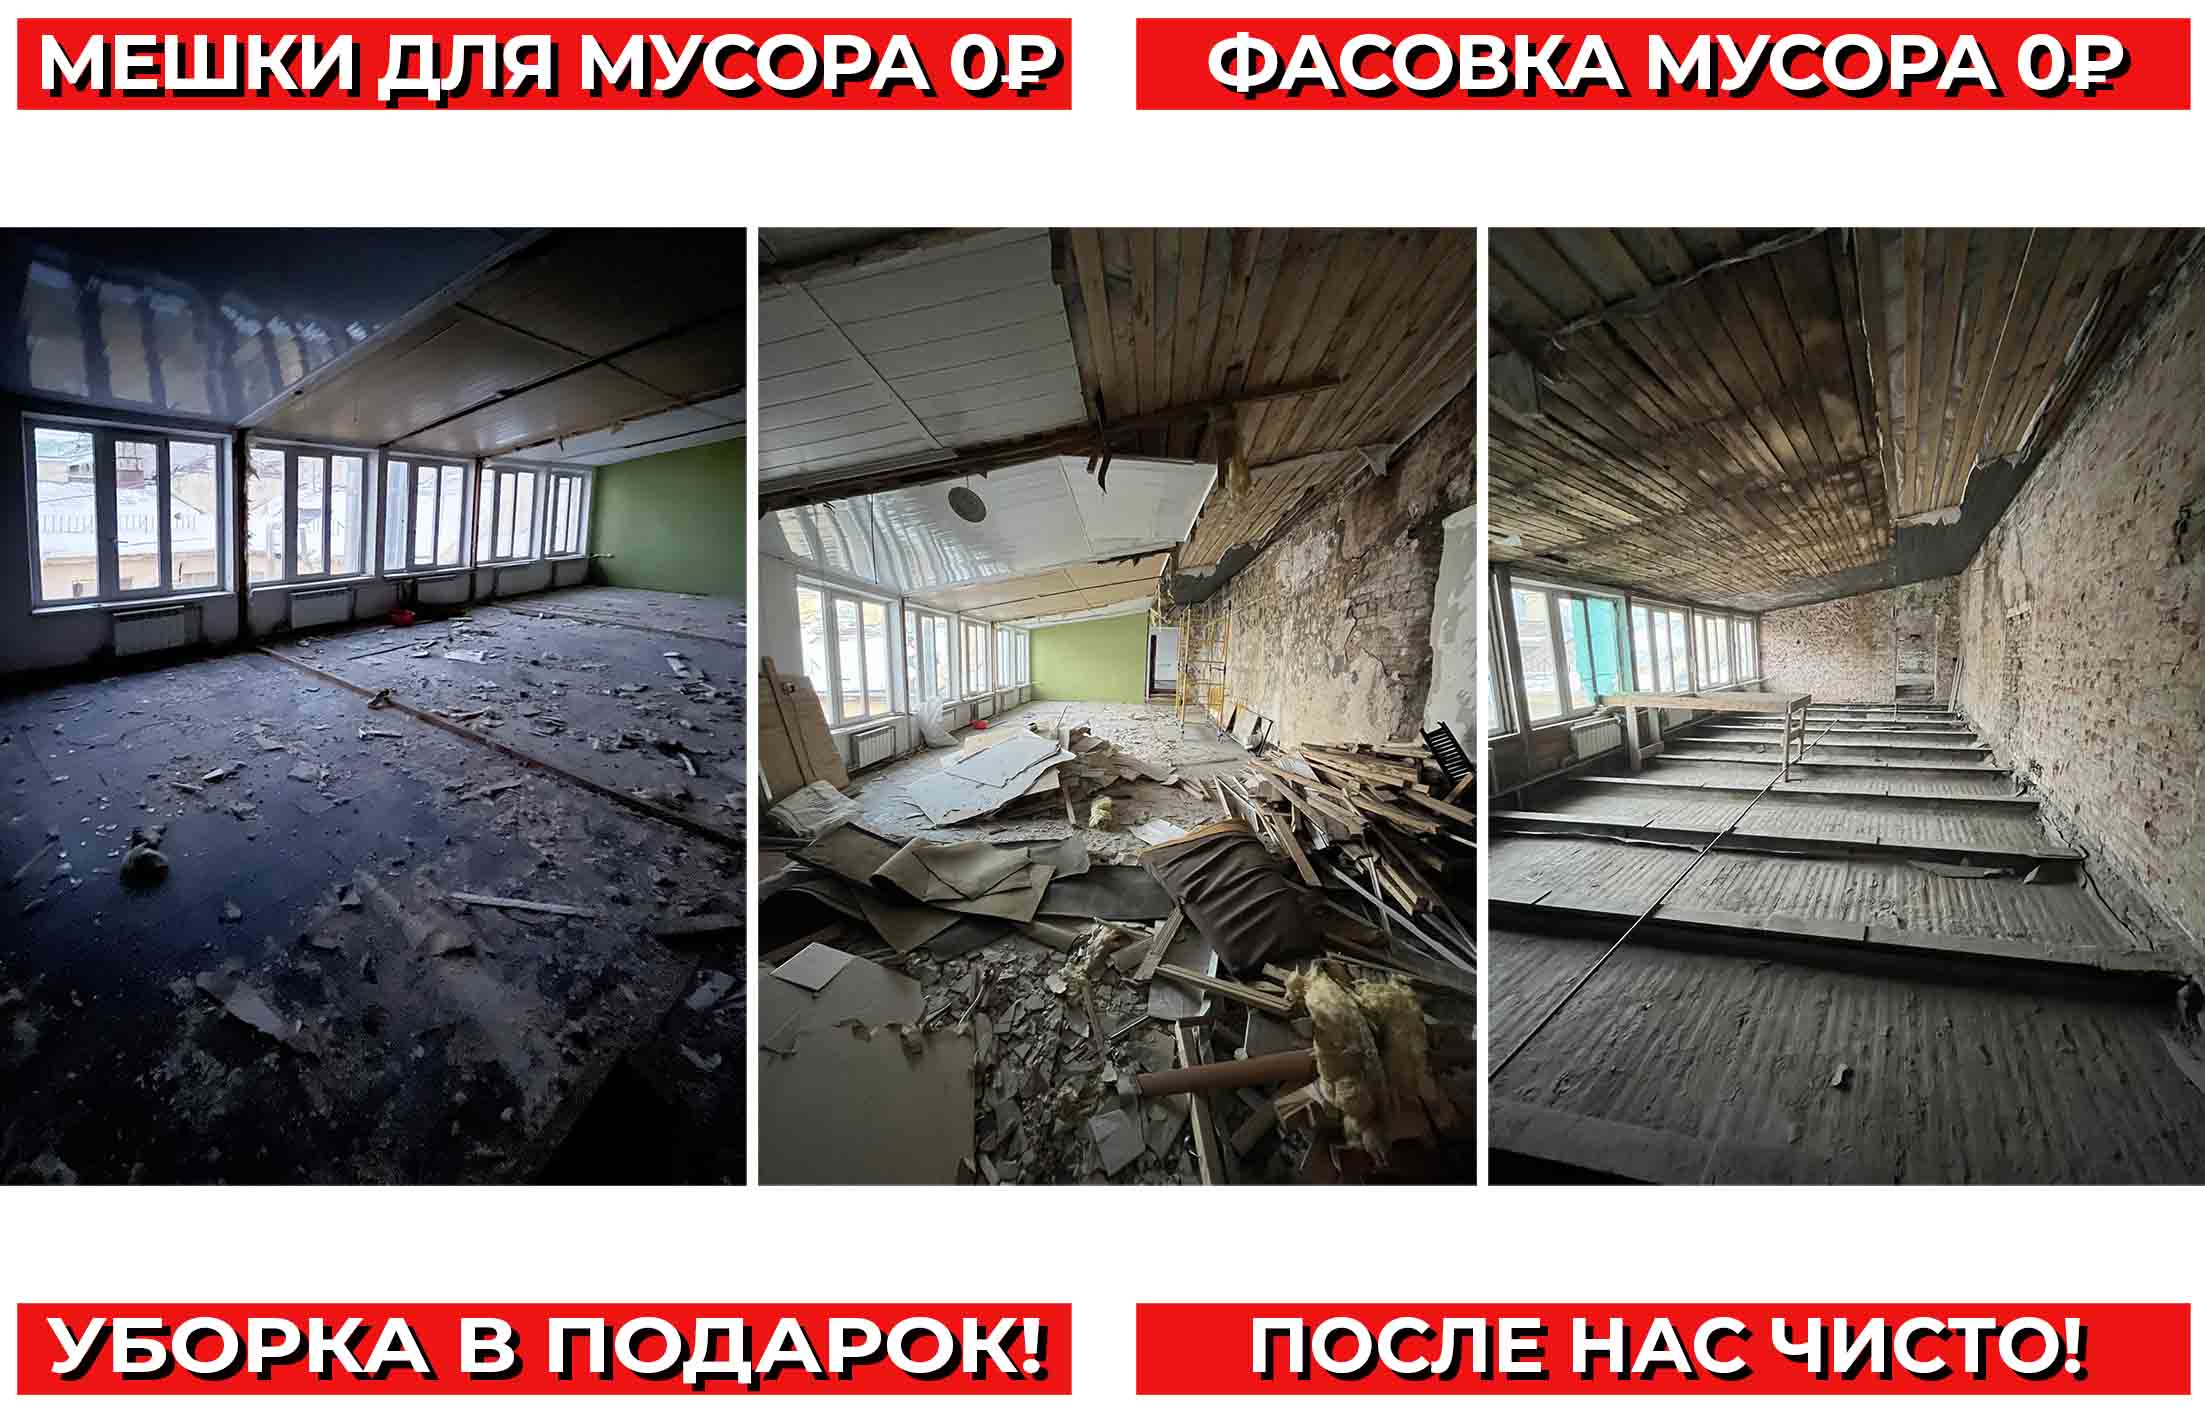 МЕШКИ ДЛЯ МУСОРА 0₽
ФАСОВКА МУСОРА 0₽
УБОРКА В ПОДАРОК!
ПОСЛЕ НАС ЧИСТО!